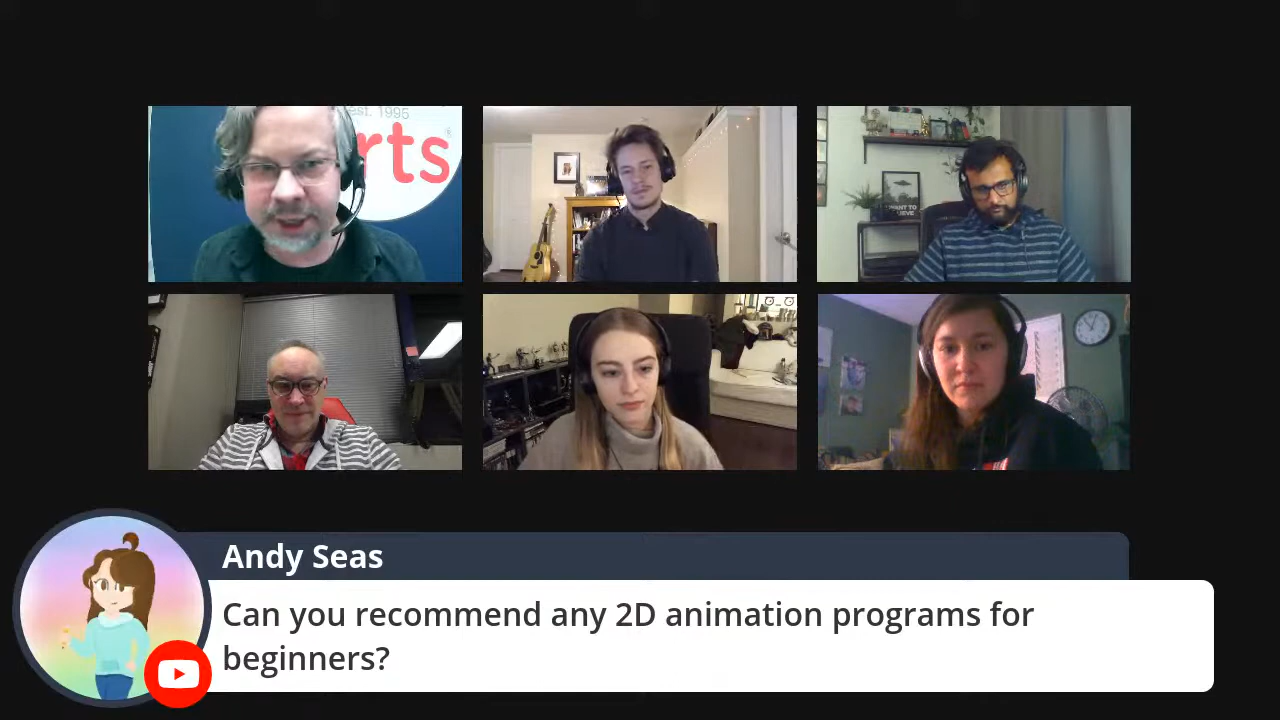 est. 1995
rts
Andy Seas
Can you recommend any 2D animation programs for
beginners?